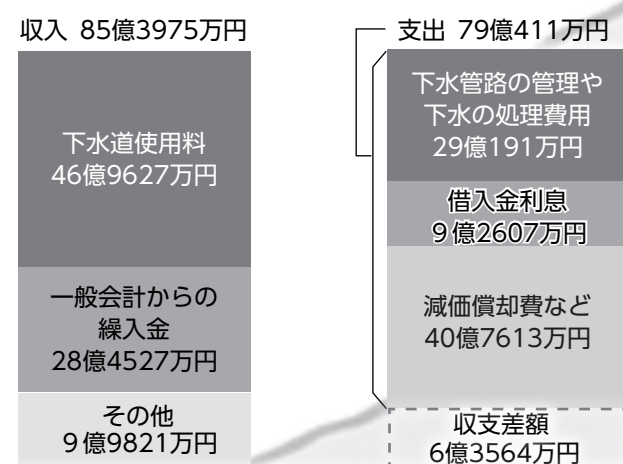 収入 85億3975万円
下水道使用料
46億9627万円
一般会計からの
繰入金
28億4527万円
その他
9億9821万円
支出 79億411万円
下水管路の管理や
下水の処理費用
29億191万円
借入金利息
9億2607万円
減価償却費など
40億7613万円
収支差額
6億3564万円